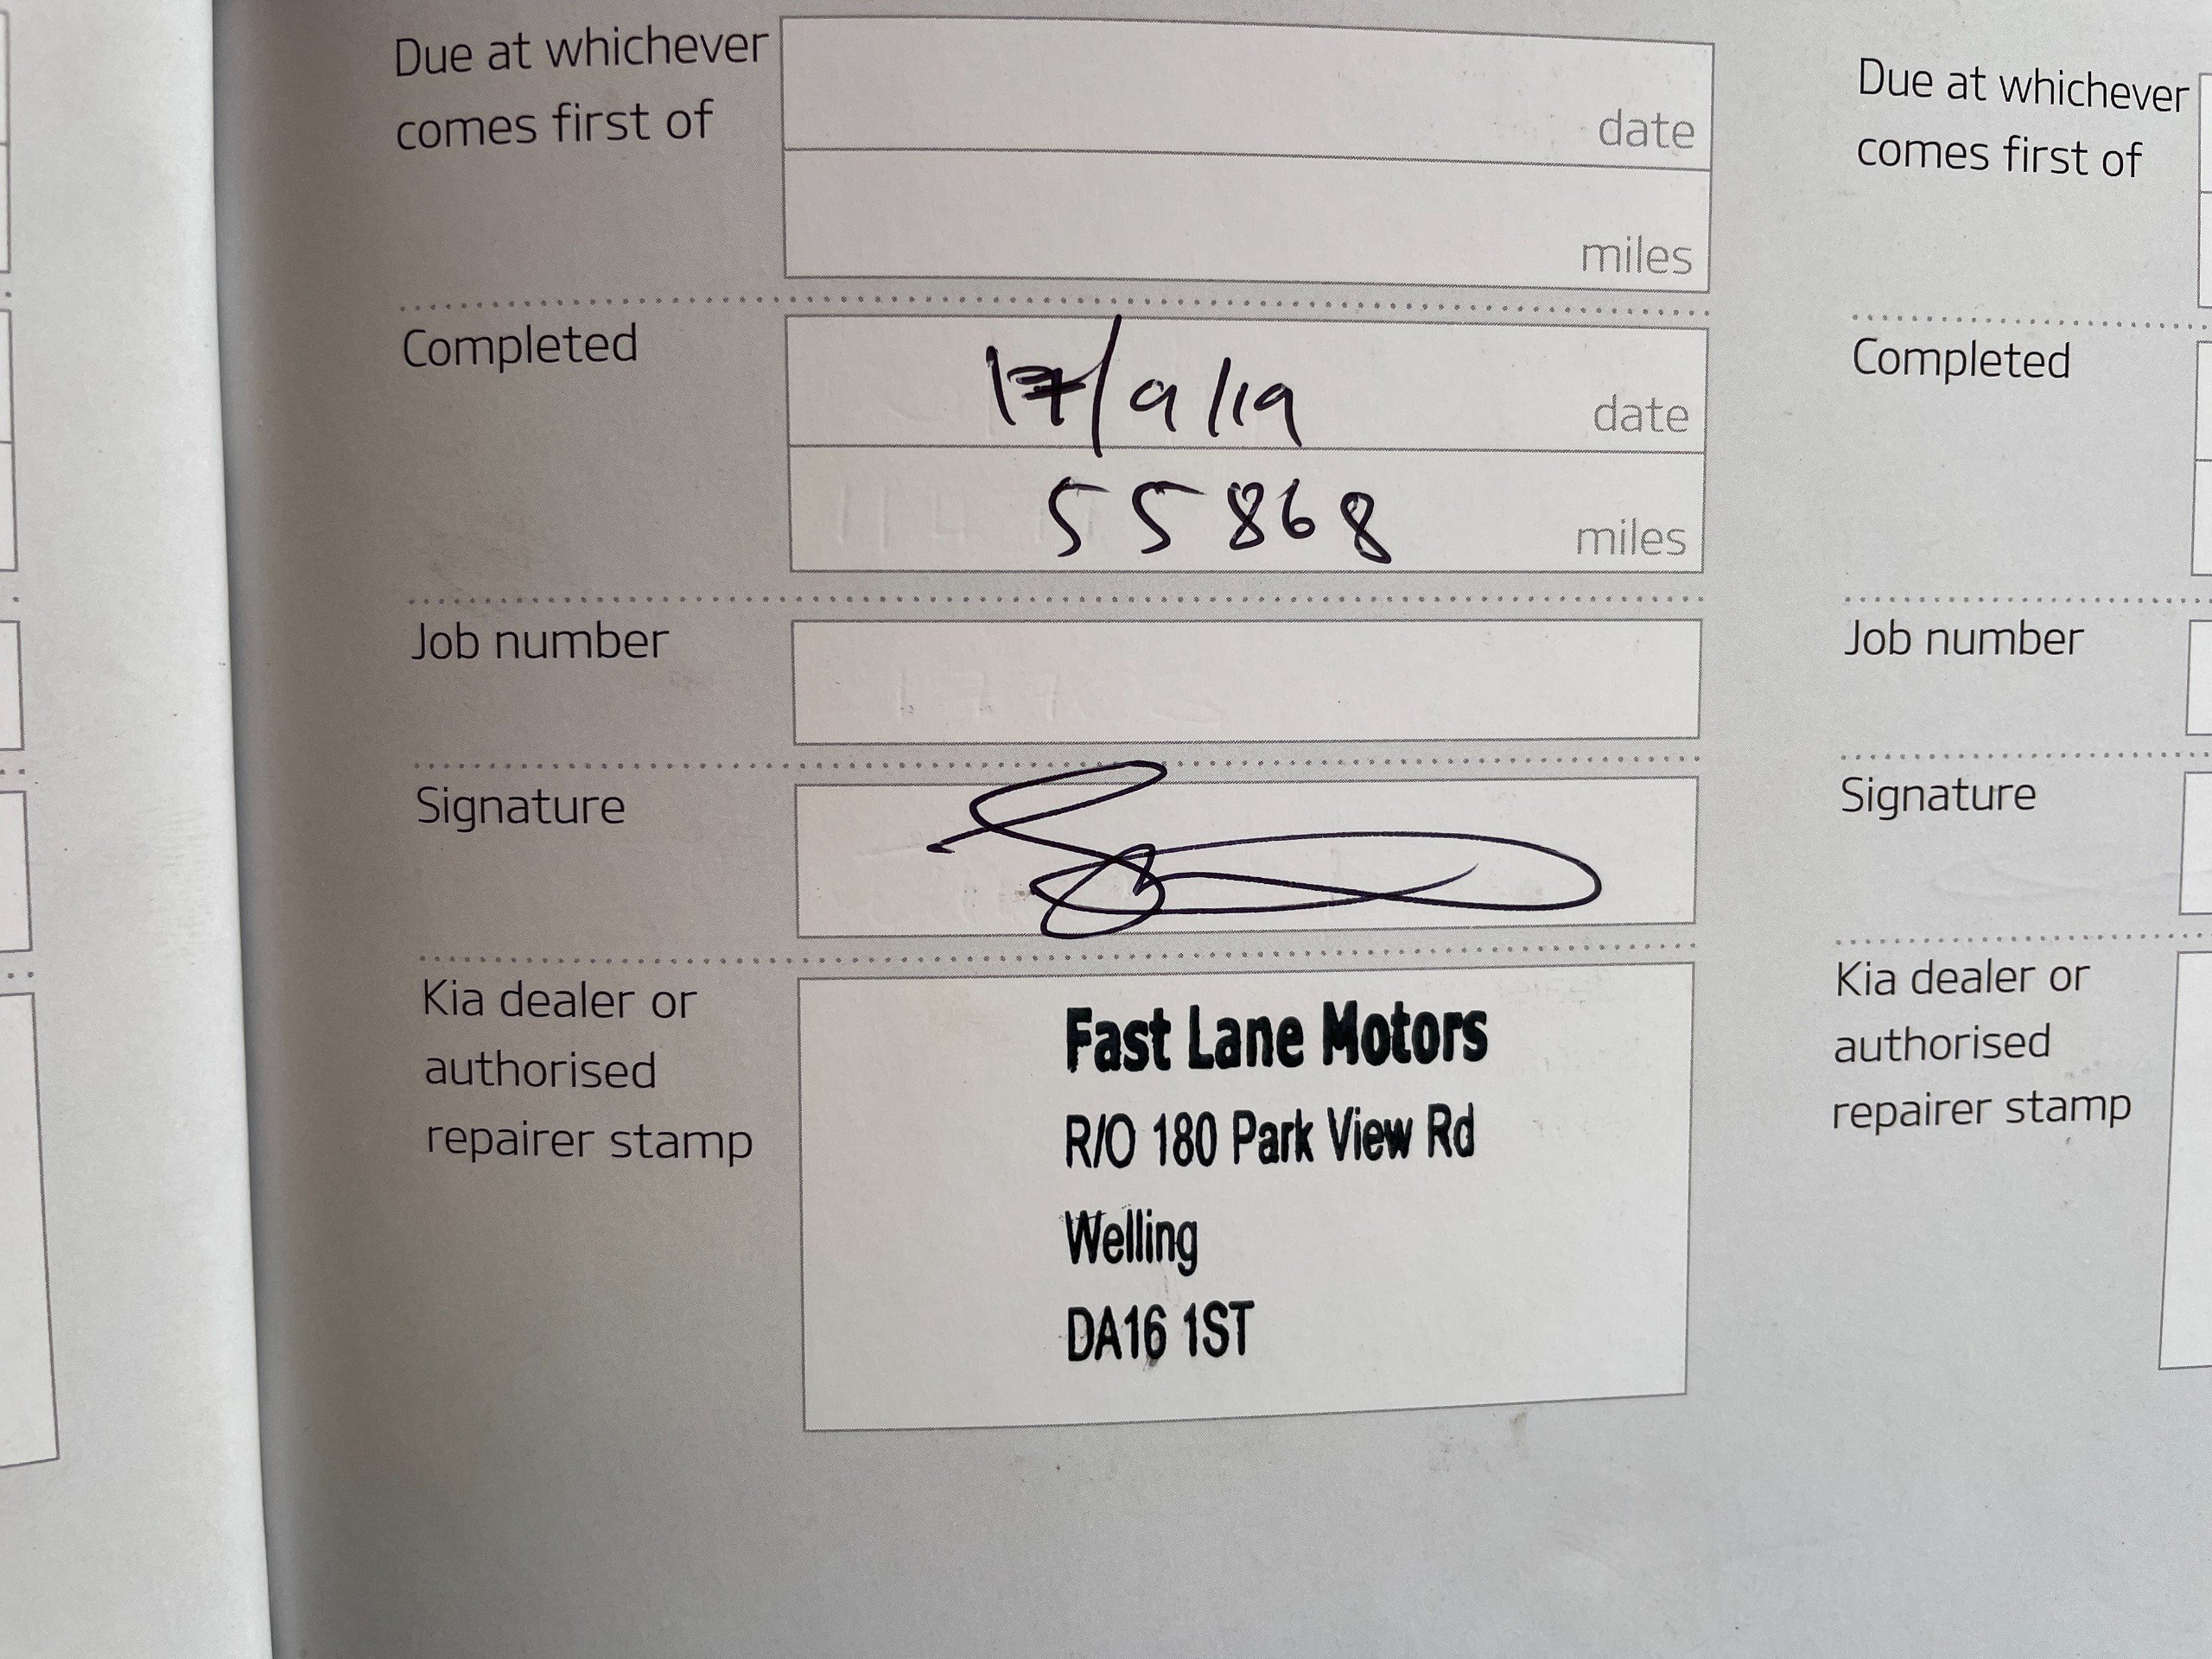 Due at whichever
comes first of
date
miles
Completed
17/9/19
date
55868
miles
Job number
Signature
Kia dealer or
authorised
repairer stamp
Fast Lane Motors
R/O 180 Park View Rd
Welling
DA16 1ST
Due at whichever
comes first of
Completed
Job number
Signature
Kia dealer or
authorised
repairer stamp